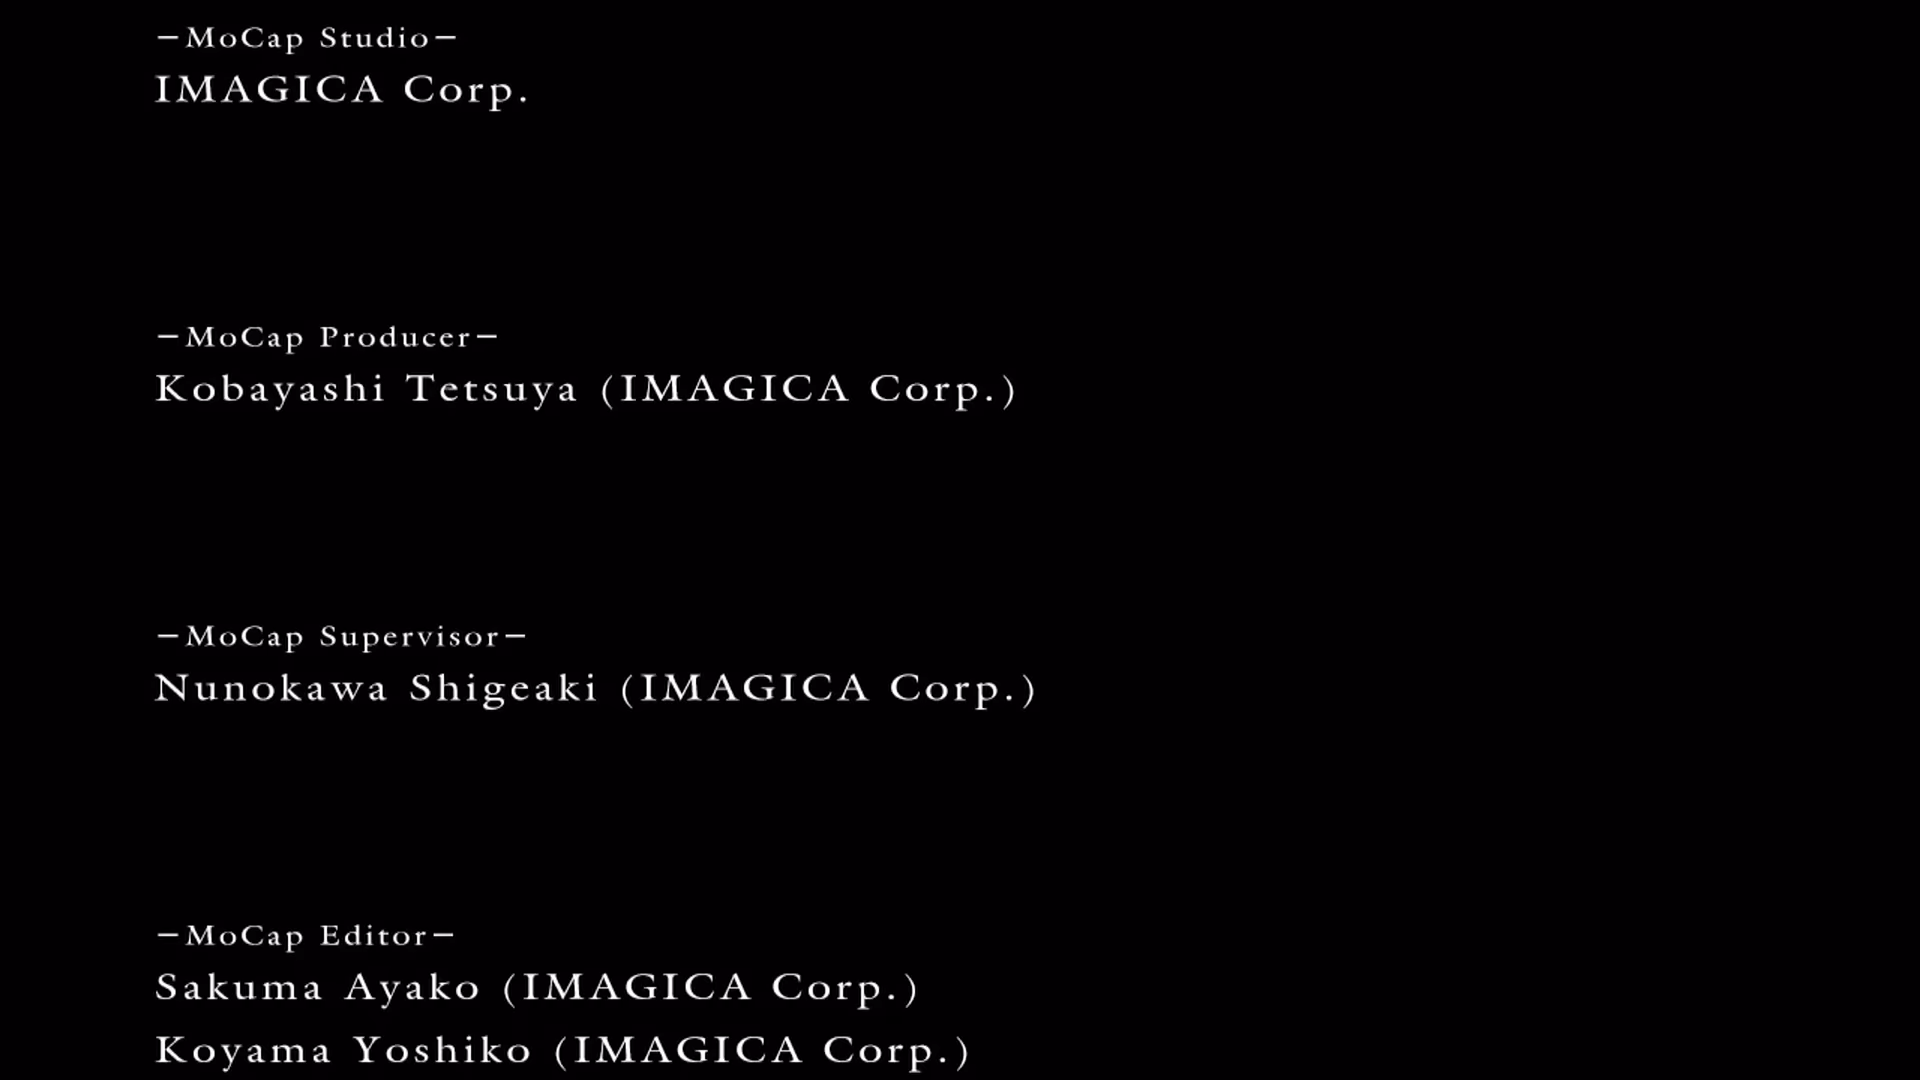 －MoCap Studio－
IMAGICA Corp.
－MoCap Producer－
Kobayashi Tetsuya (IMAGICA Corp.)
－MoCap Supervisor－
Nunokawa Shigeaki (IMAGICA Corp.)
－MoCap Editor－
Sakuma Ayako (IMAGICA Corp.)
Koyama Yoshiko (IMAGICA Corp.)